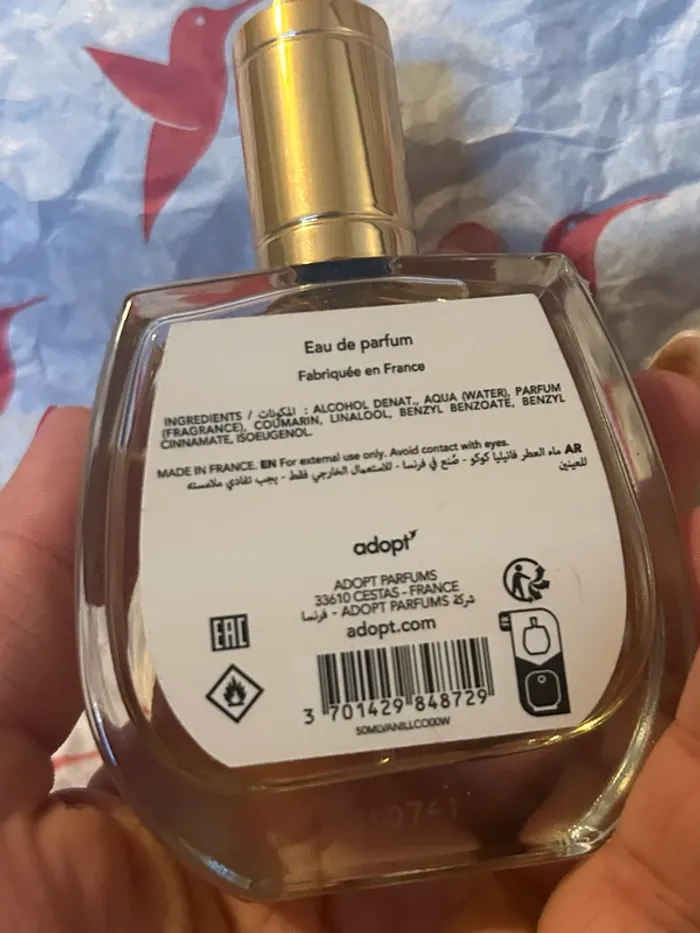 Eau de parfum
Fabriquée en France
INGREDIENTS / المكونات : ALCOHOL DENAT., AQUA (WATER), PARFUM
(FRAGRANCE), COUMARIN, LINALOOL, BENZYL BENZOATE, BENZYL
CINNAMATE, ISOEUGENOL.
MADE IN FRANCE. EN For external use only. Avoid contact with eyes.
AR ماء العطر فانيليا كوكو - صُنع في فرنسا - للاستعمال الخارجي فقط - يجب تفادي ملامسته
للعينين
adopt'
ADOPT PARFUMS
33610 CESTAS - FRANCE
شركة ADOPT PARFUMS - فرنسا
adopt.com
EAC
3 701429 848729
50MLVANILLCO00W